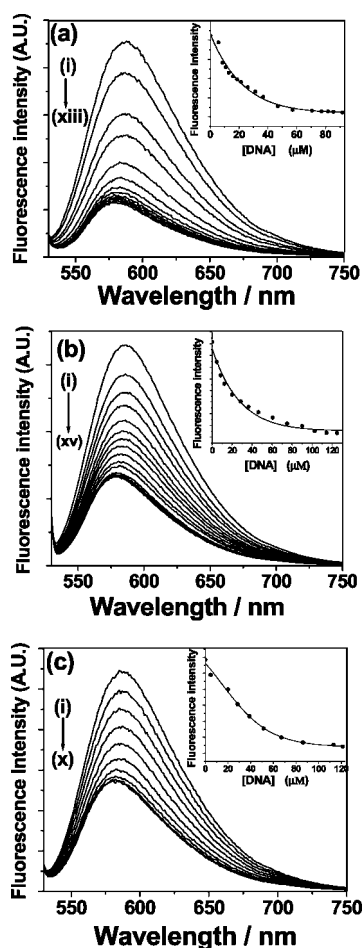 (a)
(i)
(xiii)
Fluorescence intensity (A.U.)
Fluorescence intensity
0 20 40 60 80
[DNA] (μM)
550 600 650 700 750
Wavelength / nm
(b)
(i)
(xv)
Fluorescence intensity (A.U.)
Fluorescence intensity
0 20 40 60 80 100 120
[DNA] (μM)
550 600 650 700 750
Wavelength / nm
(c)
(i)
(x)
Fluorescence Intensity (A.U.)
Fluorescence intensity
0 20 40 60 80 100 120
[DNA] (μM)
550 600 650 700 750
Wavelength / nm